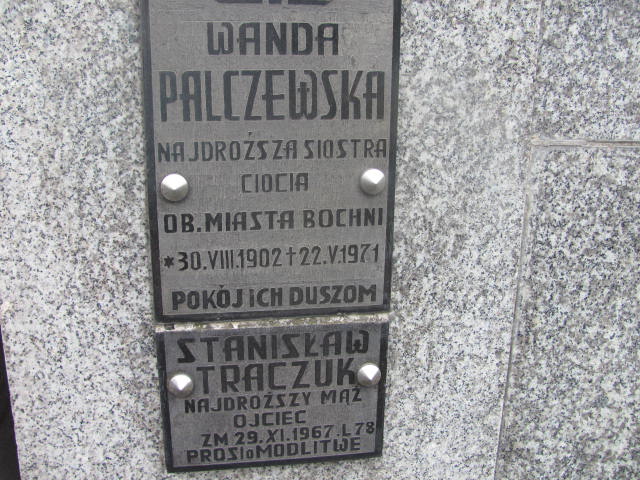 WANDA
PALCZEWSKA
NAJDROŻSZA SIOSTRA
CIOCIA
OB. MIASTA BOCHNI
* 30.VIII.1902 † 22.V.1971
POKÓJ ICH DUSZOM
STANISŁAW
TRACZUK
NAJDROŻSZY MĄŻ
OJCIEC
ZM 29.XI.1967. L 78
PROSI o MODLITWE